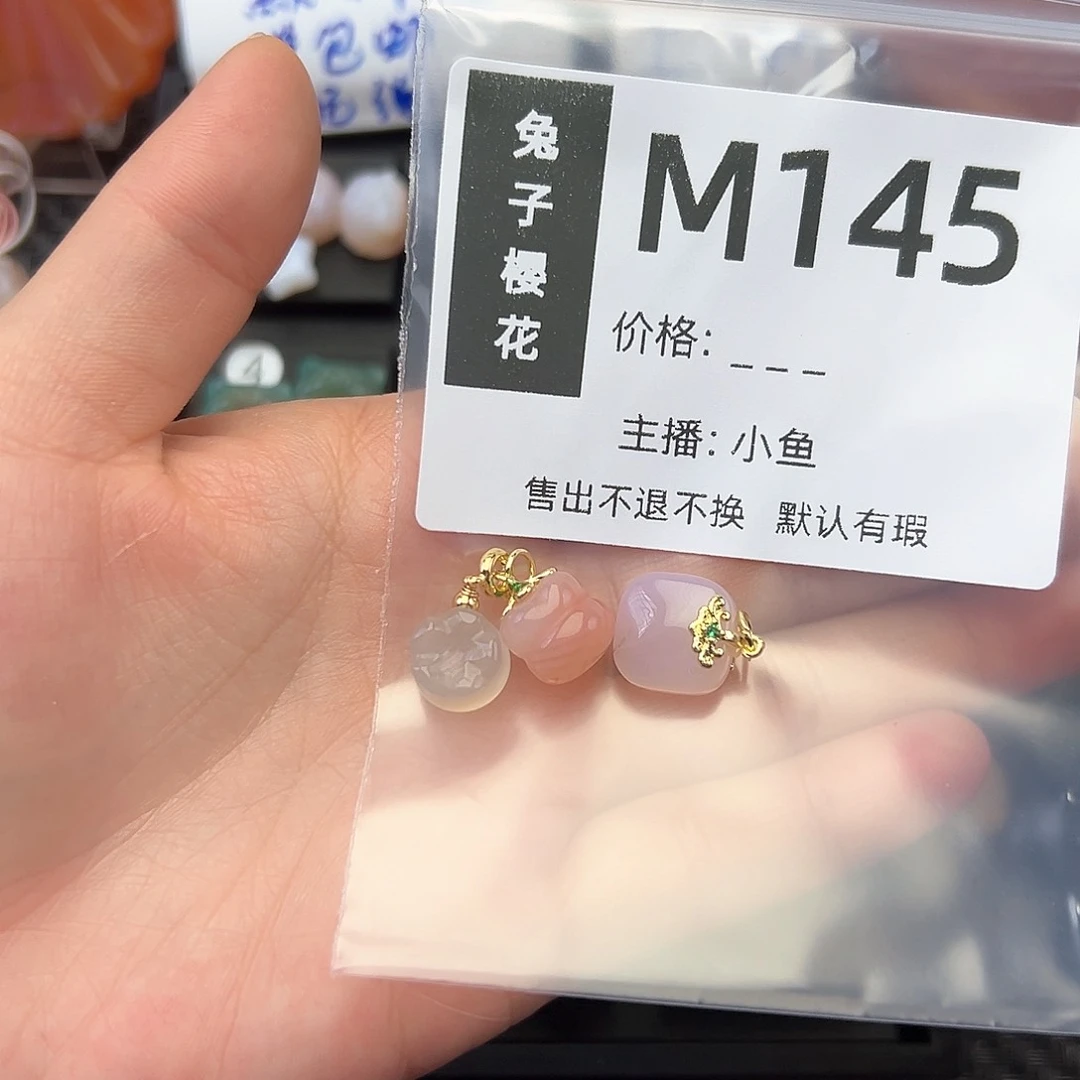 兔子樱花
M145
价格: _ _ _
主播: 小鱼
售出不退不换 默认有瑕
4